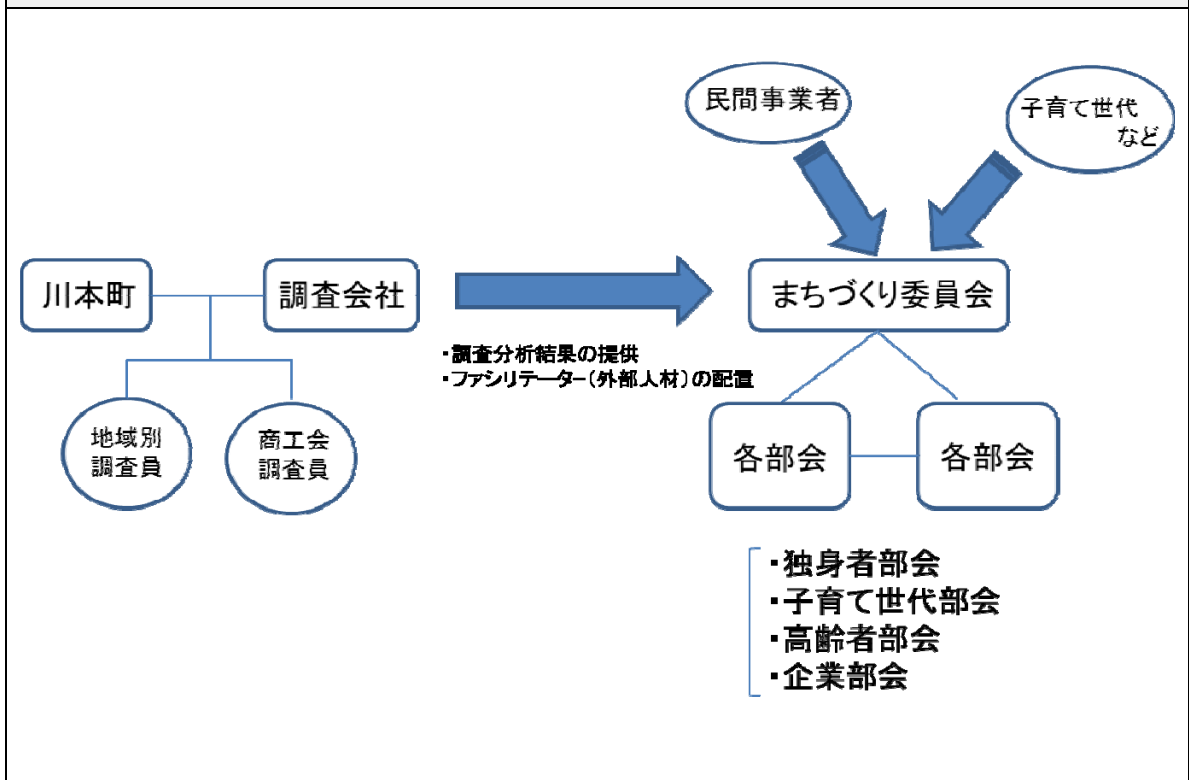 民間事業者
子育て世代
など
川本町
調査会社
まちづくり委員会
・調査分析結果の提供
・ファシリテーター（外部人材）の配置
地域別
調査員
商工会
調査員
各部会
各部会
・独身者部会
・子育て世代部会
・高齢者部会
・企業部会